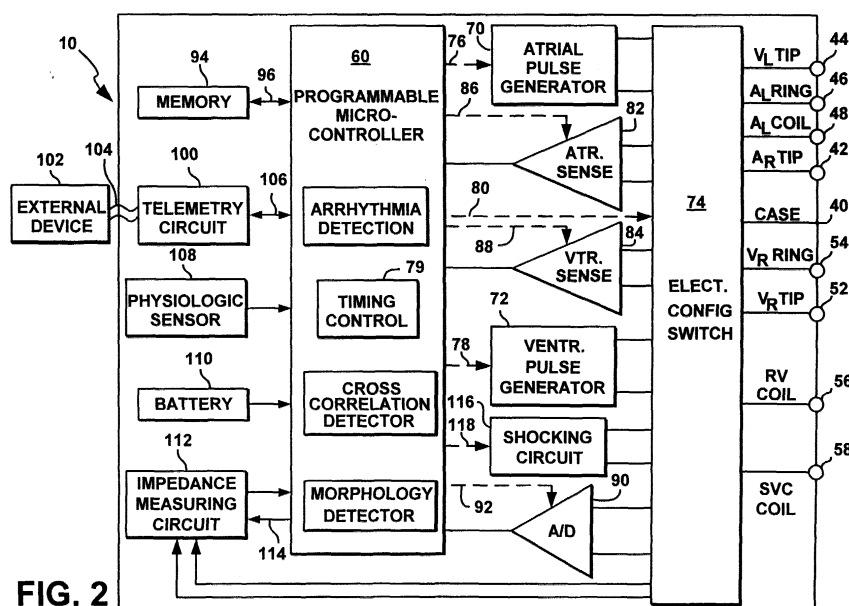 10
94
MEMORY
96
60
PROGRAMMABLE
MICRO-
CONTROLLER
76
70
ATRIAL
PULSE
GENERATOR
86
82
ATR.
SENSE
102
104
EXTERNAL
DEVICE
100
TELEMETRY
CIRCUIT
106
ARRHYTHMIA
DETECTION
80
88
84
VTR.
SENSE
108
PHYSIOLOGIC
SENSOR
79
TIMING
CONTROL
72
78
VENTR.
PULSE
GENERATOR
110
BATTERY
CROSS
CORRELATION
DETECTOR
116
118
SHOCKING
CIRCUIT
112
IMPEDANCE
MEASURING
CIRCUIT
114
MORPHOLOGY
DETECTOR
92
90
A/D
74
ELECT.
CONFIG
SWITCH
44
VL TIP
46
AL RING
48
AL COIL
42
AR TIP
CASE
40
54
VR RING
52
VR TIP
RV
COIL
56
58
SVC
COIL
FIG. 2